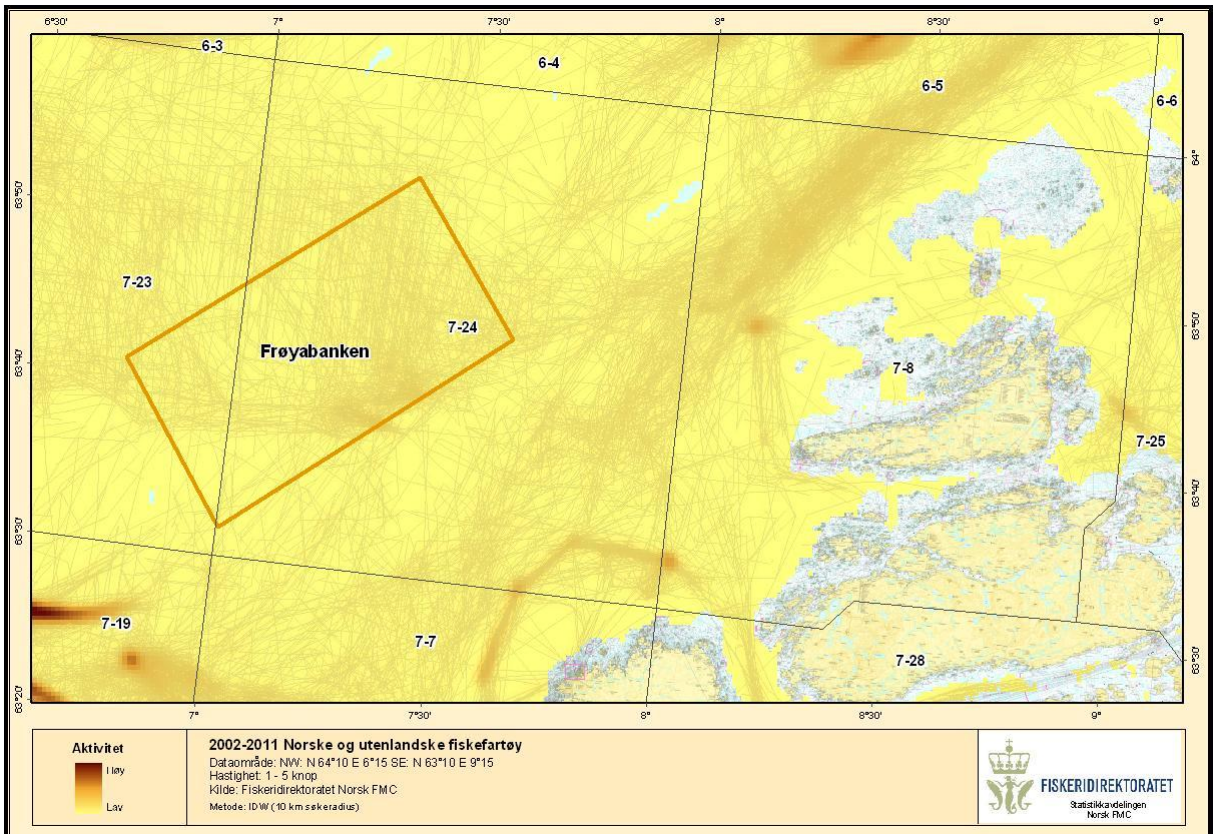 6°30' 7° 7°30' 8° 8°30' 9°
6-3
6-4
6-5
6-6
64°
63°50'
7-23
7-24
63°50'
Frøyabanken
63°40'
7-8
7-25
63°40'
63°30'
7-19
7-7
7-28
63°30'
63°20'
7° 7°30' 8° 8°30' 9°
Aktivitet
Høy
Lav
2002-2011 Norske og utenlandske fiskefartøy
Dataområde: NW: N 64°10 E 6°15 SE: N 63°10 E 9°15
Hastighet: 1 - 5 knop
Kilde: Fiskeridirektoratet Norsk FMC
Metode: IDW (10 km søkeradius)
FISKERIDIREKTORATET
Statistikkavdelingen
Norsk FMC